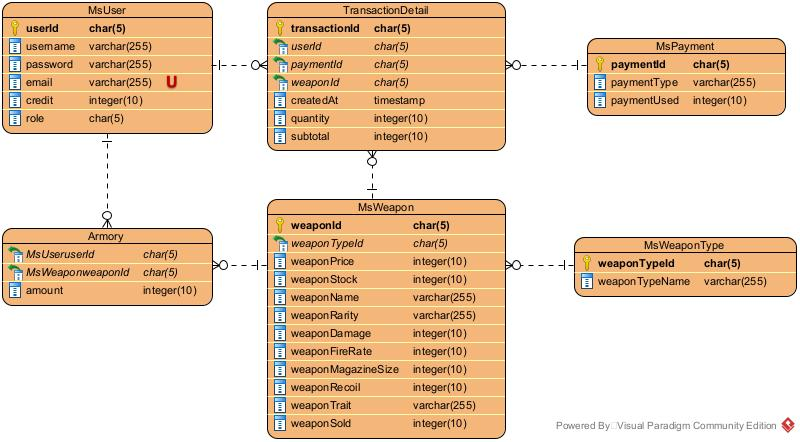 MsUser
userId char(5)
username varchar(255)
password varchar(255)
email varchar(255) U
credit integer(10)
role char(5)
TransactionDetail
transactionId char(5)
userId char(5)
paymentId char(5)
weaponId char(5)
createdAt timestamp
quantity integer(10)
subtotal integer(10)
MsPayment
paymentId char(5)
paymentType varchar(255)
paymentUsed integer(10)
Armory
MsUseruserId char(5)
MsWeaponweaponId char(5)
amount integer(10)
MsWeapon
weaponId char(5)
weaponTypeId char(5)
weaponPrice integer(10)
weaponStock integer(10)
weaponName varchar(255)
weaponRarity varchar(255)
weaponDamage integer(10)
weaponFireRate integer(10)
weaponMagazineSize integer(10)
weaponRecoil integer(10)
weaponTrait varchar(255)
weaponSold integer(10)
MsWeaponType
weaponTypeId char(5)
weaponTypeName varchar(255)
Powered By Visual Paradigm Community Edition